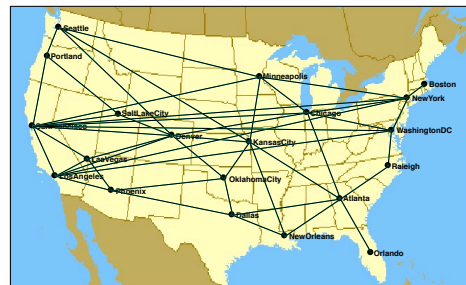 Seattle
Portland
Minneapolis
Boston
NewYork
SaltLakeCity
Chicago
WashingtonDC
Denver
KansasCity
LasVegas
Raleigh
LosAngeles
OklahomaCity
Phoenix
Atlanta
Dallas
NewOrleans
Orlando